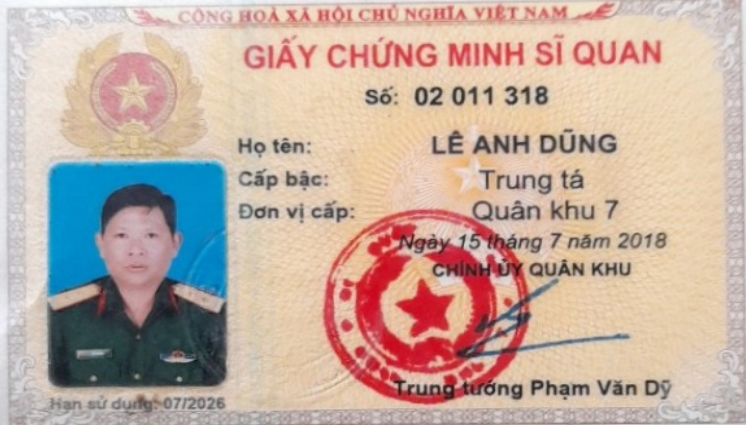 CỘNG HOÀ XÃ HỘI CHỦ NGHĨA VIỆT NAM
GIẤY CHỨNG MINH SĨ QUAN
Số: 02 011 318
Họ tên: LÊ ANH DŨNG
Cấp bậc: Trung tá
Đơn vị cấp: Quân khu 7
Ngày 15 tháng 7 năm 2018
CHÍNH ỦY QUÂN KHU
Trung tướng Phạm Văn Dỹ
Hạn sử dụng: 07/2026